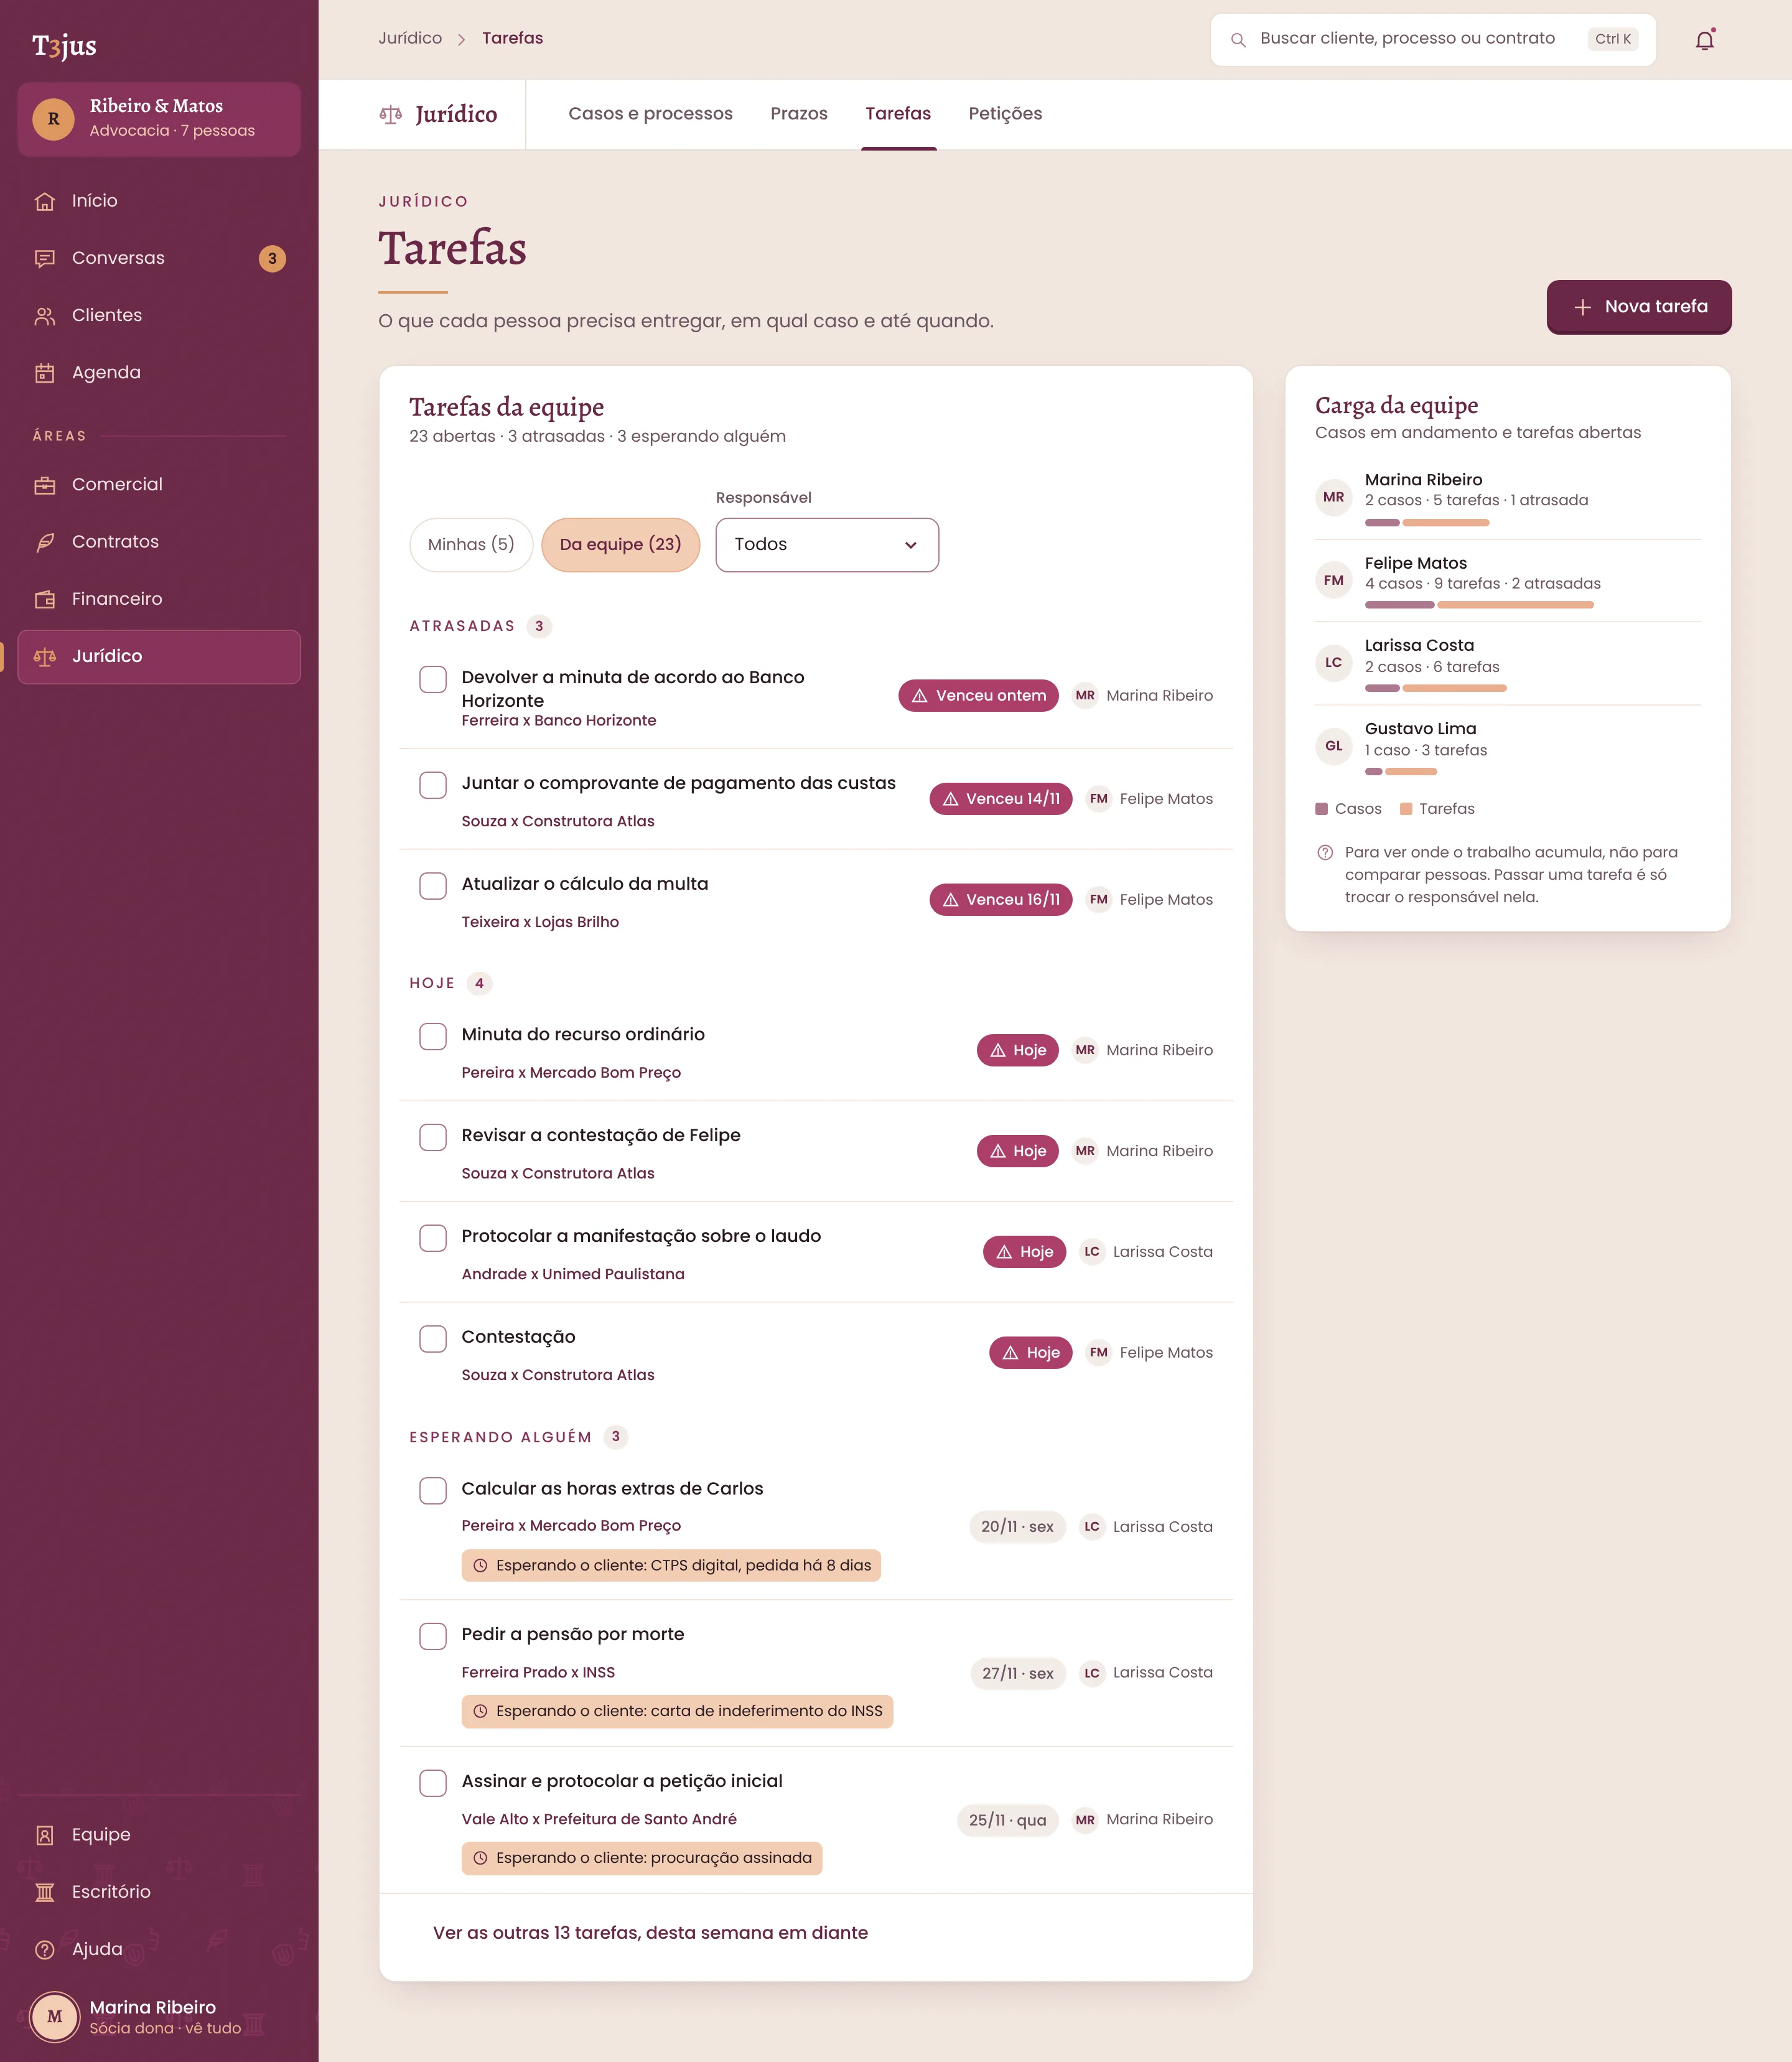 T3jus
R
Ribeiro & Matos
Advocacia · 7 pessoas
Início
Conversas
3
Clientes
Agenda
ÁREAS
Comercial
Contratos
Financeiro
Jurídico
Equipe
Escritório
Ajuda
M
Marina Ribeiro
Sócia dona · vê tudo
Jurídico
Tarefas
Buscar cliente, processo ou contrato
Ctrl K
Jurídico
Casos e processos
Prazos
Tarefas
Petições
JURÍDICO
Tarefas
O que cada pessoa precisa entregar, em qual caso e até quando.
Nova tarefa
Tarefas da equipe
23 abertas · 3 atrasadas · 3 esperando alguém
Responsável
Minhas (5)
Da equipe (23)
Todos
ATRASADAS 3
Devolver a minuta de acordo ao Banco
Horizonte
Ferreira x Banco Horizonte
Venceu ontem
MR Marina Ribeiro
Juntar o comprovante de pagamento das custas
Souza x Construtora Atlas
Venceu 14/11
FM Felipe Matos
Atualizar o cálculo da multa
Teixeira x Lojas Brilho
Venceu 16/11
FM Felipe Matos
HOJE 4
Minuta do recurso ordinário
Pereira x Mercado Bom Preço
Hoje
MR Marina Ribeiro
Revisar a contestação de Felipe
Souza x Construtora Atlas
Hoje
MR Marina Ribeiro
Protocolar a manifestação sobre o laudo
Andrade x Unimed Paulistana
Hoje
LC Larissa Costa
Contestação
Souza x Construtora Atlas
Hoje
FM Felipe Matos
ESPERANDO ALGUÉM 3
Calcular as horas extras de Carlos
Pereira x Mercado Bom Preço
Esperando o cliente: CTPS digital, pedida há 8 dias
20/11 · sex
LC Larissa Costa
Pedir a pensão por morte
Ferreira Prado x INSS
Esperando o cliente: carta de indeferimento do INSS
27/11 · sex
LC Larissa Costa
Assinar e protocolar a petição inicial
Vale Alto x Prefeitura de Santo André
Esperando o cliente: procuração assinada
25/11 · qua
MR Marina Ribeiro
Ver as outras 13 tarefas, desta semana em diante
Carga da equipe
Casos em andamento e tarefas abertas
MR
Marina Ribeiro
2 casos · 5 tarefas · 1 atrasada
FM
Felipe Matos
4 casos · 9 tarefas · 2 atrasadas
LC
Larissa Costa
2 casos · 6 tarefas
GL
Gustavo Lima
1 caso · 3 tarefas
Casos
Tarefas
Para ver onde o trabalho acumula, não para
comparar pessoas. Passar uma tarefa é só
trocar o responsável nela.